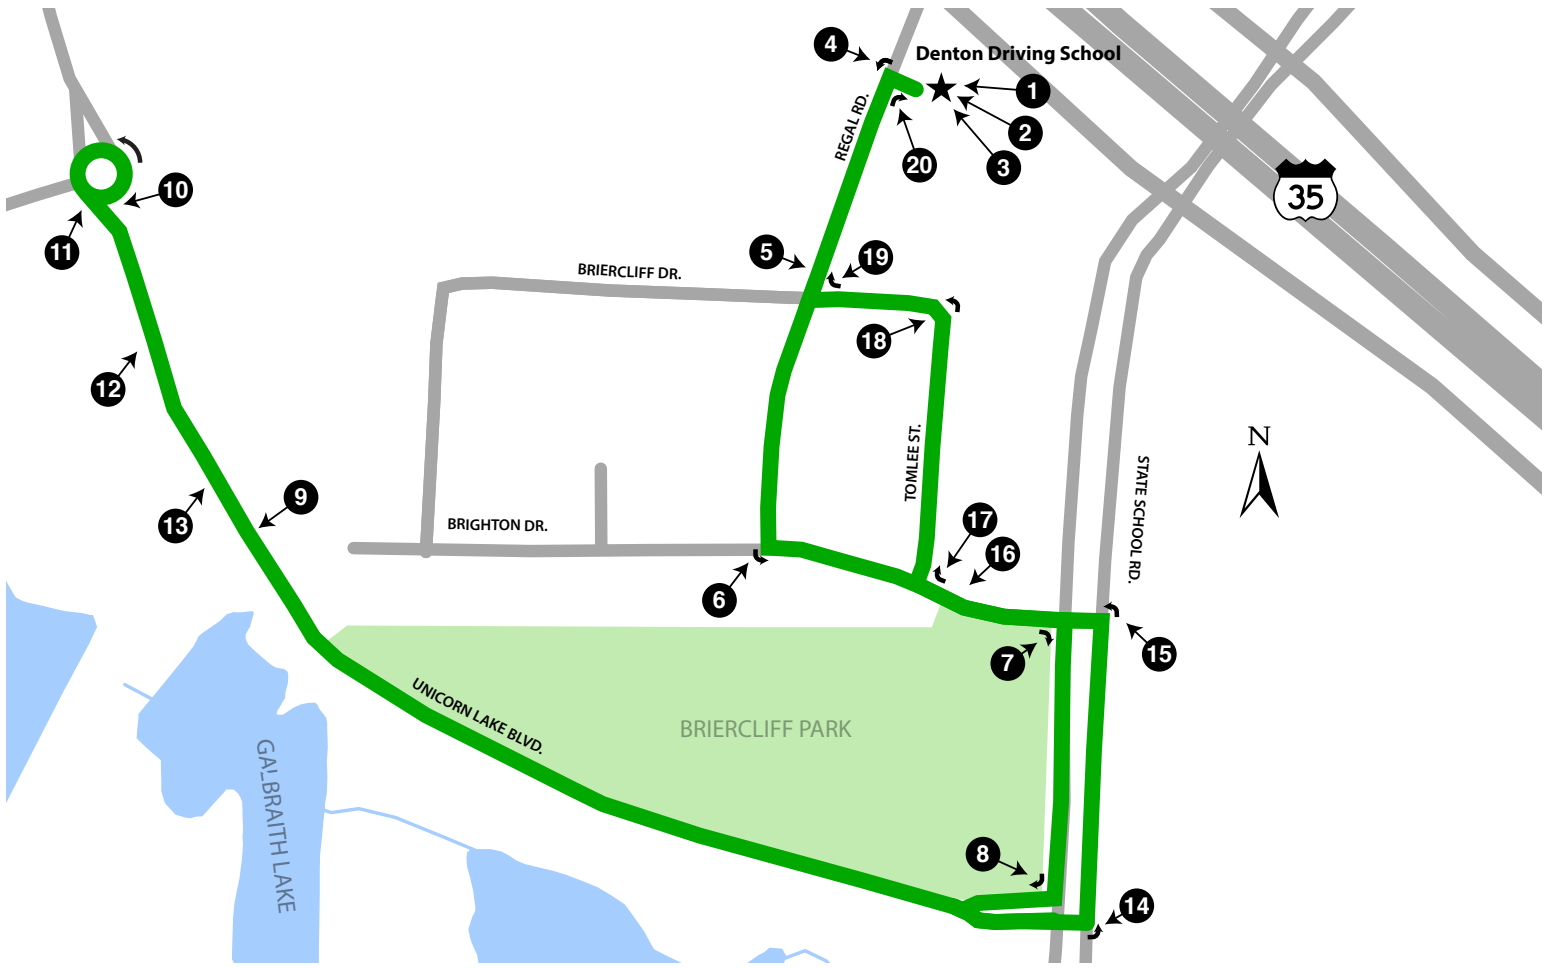 4
Denton Driving School
1
2
3
20
REGAL RD.
10
11
35
5
19
BRIERCLIFF DR.
18
12
N
TOMLEE ST.
STATE SCHOOL RD.
9
13
BRIGHTON DR.
17
16
6
7
15
UNICORN LAKE BLVD.
BRIERCLIFF PARK
GALBRAITH LAKE
8
14